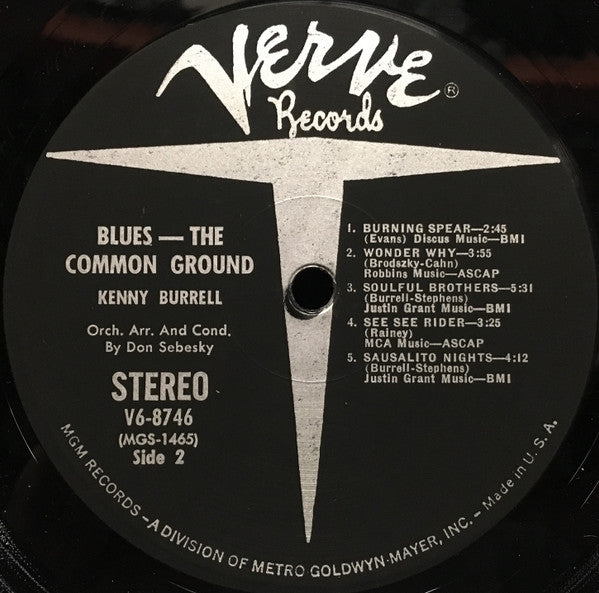 VERVE ®
Records
BLUES — THE
COMMON GROUND
KENNY BURRELL
Orch. Arr. And Cond.
By Don Sebesky
STEREO
V6-8746
(MGS-1465)
Side 2
1. BURNING SPEAR—2:45
(Evans) Discus Music—BMI
2. WONDER WHY—3:55
(Brodszky-Cahn)
Robbins Music—ASCAP
3. SOULFUL BROTHERS—5:31
(Burrell-Stephens)
Justin Grant Music—BMI
4. SEE SEE RIDER—3:25
(Rainey)
MCA Music—ASCAP
5. SAUSALITO NIGHTS—4:12
(Burrell-Stephens)
Justin Grant Music—BMI
MGM RECORDS—A DIVISION OF METRO-GOLDWYN-MAYER, INC.—Made in U.S.A.